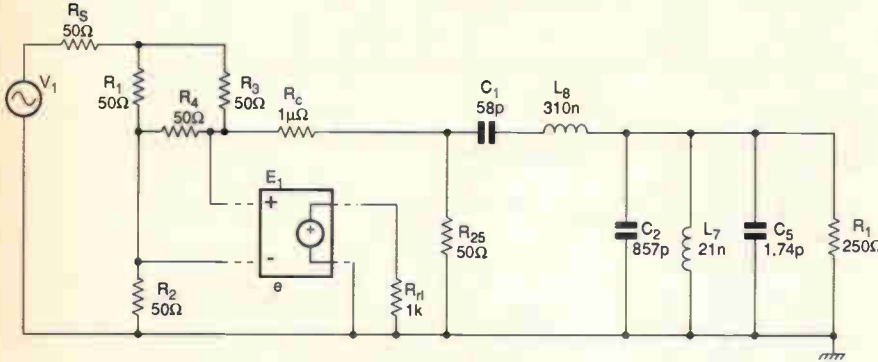 R_S
50Ω
V_1
R_1
50Ω
R_4
50Ω
R_3
50Ω
R_c
1μΩ
C_1
58p
L_8
310n
E_1
+
-
+
e
R_2
50Ω
R_rl
1k
R_25
50Ω
C_2
857p
L_7
21n
C_5
1.74p
R_1
250Ω